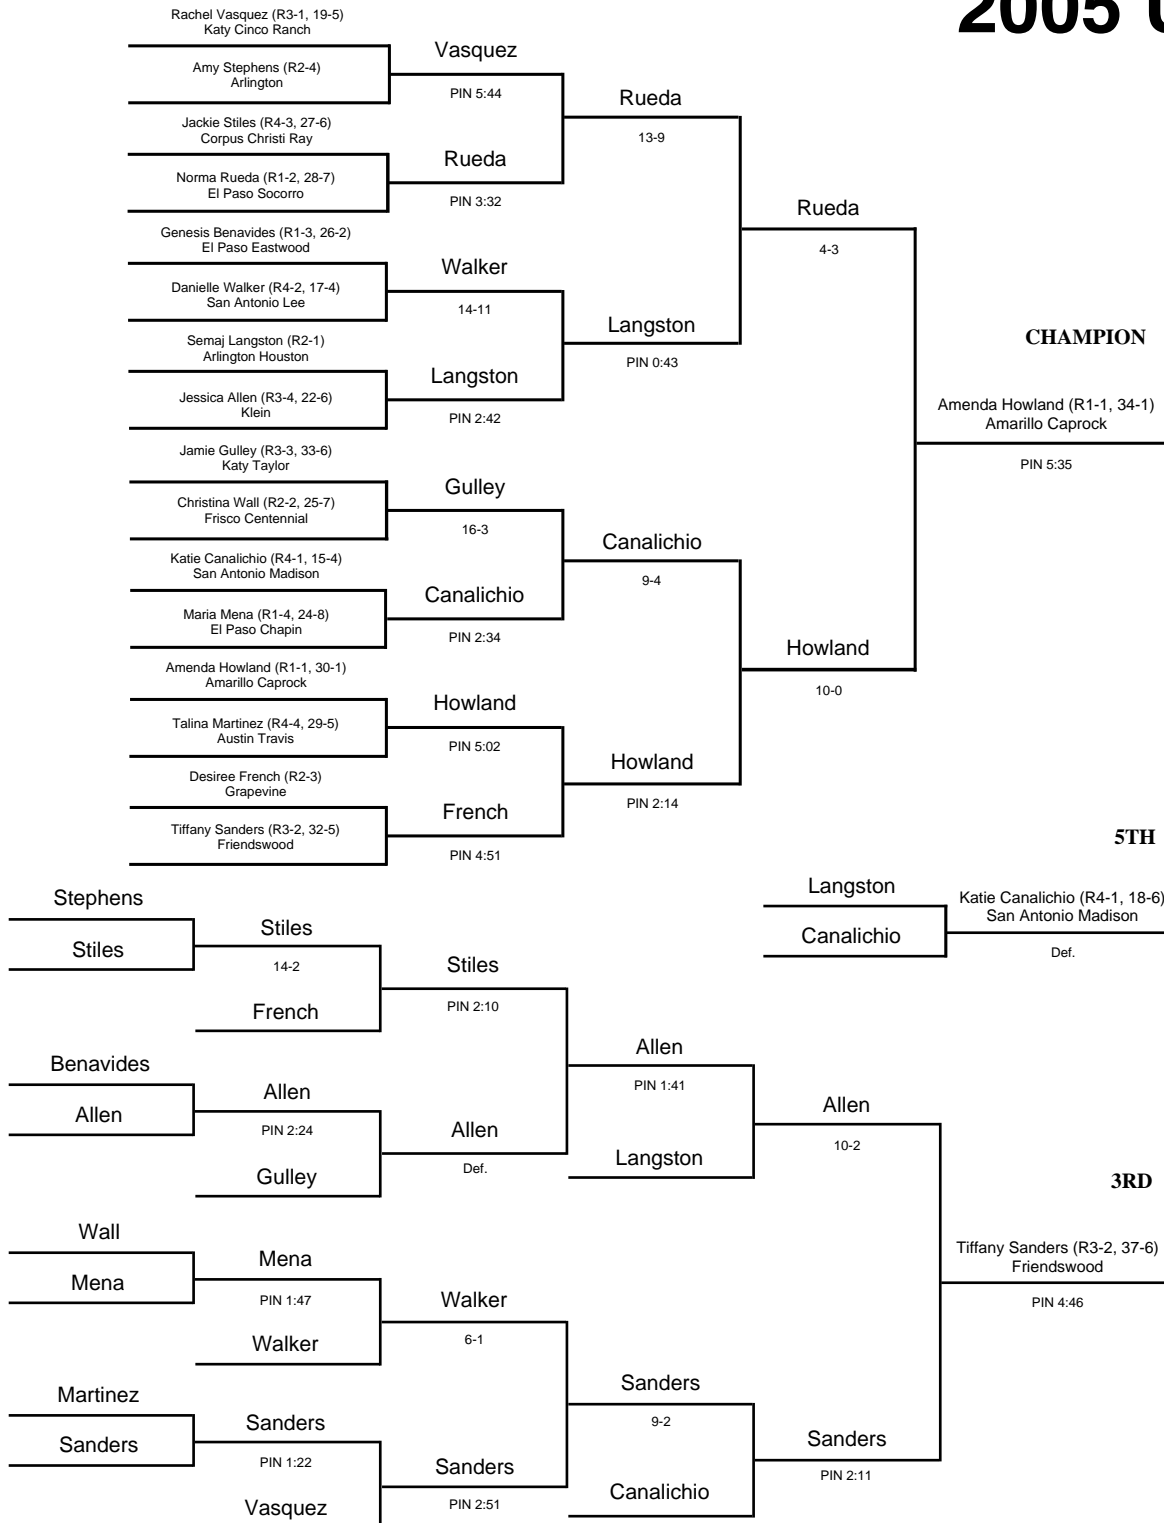 2005 U
Rachel Vasquez (R3-1, 19-5)
Katy Cinco Ranch
Amy Stephens (R2-4)
Arlington
Jackie Stiles (R4-3, 27-6)
Corpus Christi Ray
Norma Rueda (R1-2, 28-7)
El Paso Socorro
Genesis Benavides (R1-3, 26-2)
El Paso Eastwood
Danielle Walker (R4-2, 17-4)
San Antonio Lee
Semaj Langston (R2-1)
Arlington Houston
Jessica Allen (R3-4, 22-6)
Klein
Jamie Gulley (R3-3, 33-6)
Katy Taylor
Christina Wall (R2-2, 25-7)
Frisco Centennial
Katie Canalichio (R4-1, 15-4)
San Antonio Madison
Maria Mena (R1-4, 24-8)
El Paso Chapin
Amenda Howland (R1-1, 30-1)
Amarillo Caprock
Talina Martinez (R4-4, 29-5)
Austin Travis
Desiree French (R2-3)
Grapevine
Tiffany Sanders (R3-2, 32-5)
Friendswood
Vasquez
PIN 5:44
Rueda
PIN 3:32
Walker
14-11
Langston
PIN 2:42
Gulley
16-3
Canalichio
PIN 2:34
Howland
PIN 5:02
French
PIN 4:51
Rueda
13-9
Langston
PIN 0:43
Canalichio
9-4
Howland
PIN 2:14
Rueda
4-3
Howland
10-0
CHAMPION
Amenda Howland (R1-1, 34-1)
Amarillo Caprock
PIN 5:35
5TH
Langston
Canalichio
Katie Canalichio (R4-1, 18-6)
San Antonio Madison
Def.
Stephens
Stiles
Benavides
Allen
Wall
Mena
Martinez
Sanders
Stiles
14-2
French
Allen
PIN 2:24
Gulley
Mena
PIN 1:47
Walker
Sanders
PIN 1:22
Vasquez
Stiles
PIN 2:10
Allen
Def.
Walker
6-1
Sanders
PIN 2:51
Allen
PIN 1:41
Langston
Sanders
9-2
Canalichio
Allen
10-2
Sanders
PIN 2:11
3RD
Tiffany Sanders (R3-2, 37-6)
Friendswood
PIN 4:46